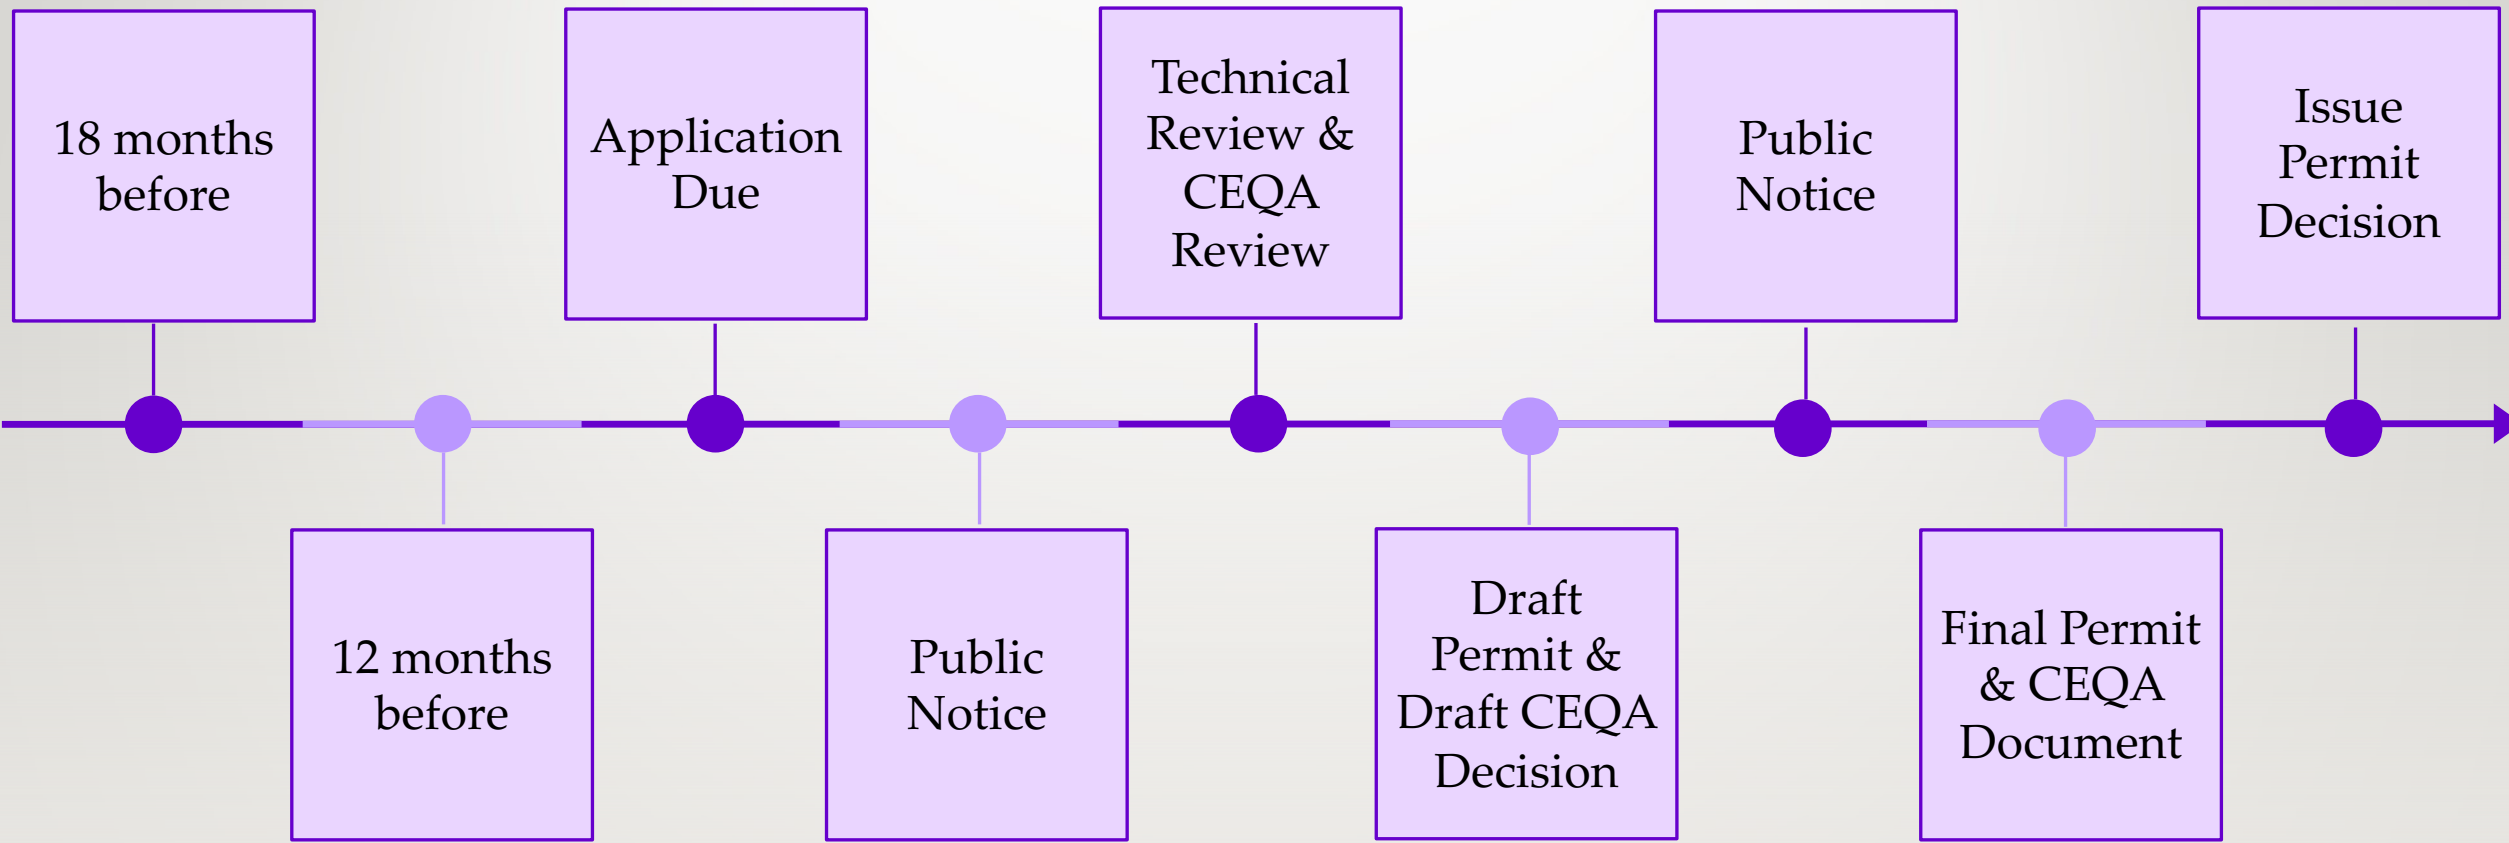 18 months
before
12 months
before
Application
Due
Public
Notice
Technical
Review &
CEQA
Review
Draft
Permit &
Draft CEQA
Decision
Public
Notice
Final Permit
& CEQA
Document
Issue
Permit
Decision